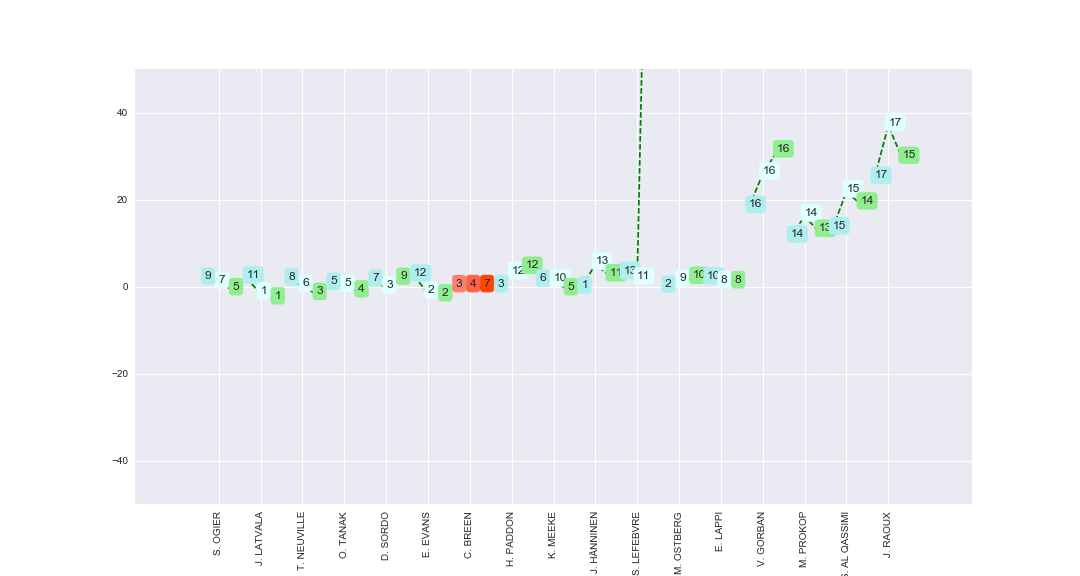 40
20
0
−20
−40
9 7 5
11 1 1
8 6 3
5 5 4
7 3 9
12 2 2
3 4 7
3 12 12
6 10 5
1 13 11
13 11
2 9 10
10 8 8
16 16 16
14 14 13
15 15 14
17 17 15
S. OGIER
J. LATVALA
T. NEUVILLE
O. TANAK
D. SORDO
E. EVANS
C. BREEN
H. PADDON
K. MEEKE
J. HANNINEN
S. LEFEBVRE
M. OSTBERG
E. LAPPI
V. GORBAN
M. PROKOP
S. AL QASSIMI
J. RAOUX